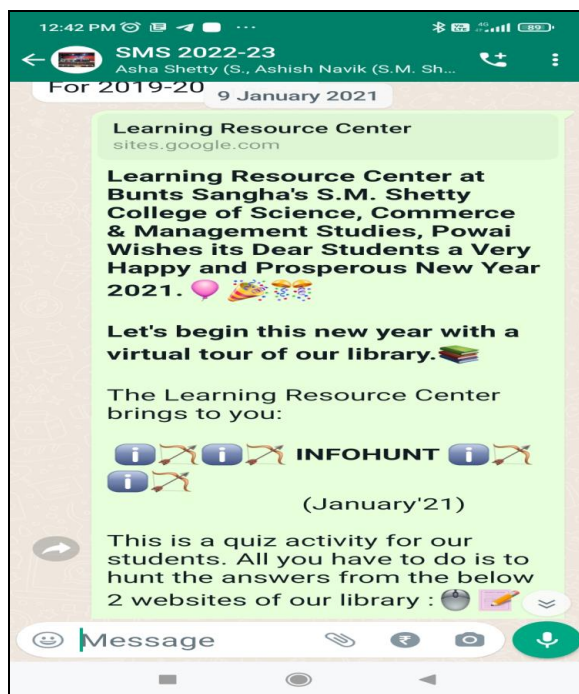 12:42 PM
4G
89
SMS 2022-23
Asha Shetty (S., Ashish Navik (S.M. Sh...
For 2019-20
9 January 2021
Learning Resource Center
sites.google.com
Learning Resource Center at
Bunts Sangha's S.M. Shetty
College of Science, Commerce
& Management Studies, Powai
Wishes its Dear Students a Very
Happy and Prosperous New Year
2021.🎈🎉🎊
Let's begin this new year with a
virtual tour of our library.📚
The Learning Resource Center
brings to you:
ℹ️🏹ℹ️🏹 INFOHUNT ℹ️🏹
ℹ️🏹
(January'21)
This is a quiz activity for our
students. All you have to do is to
hunt the answers from the below
2 websites of our library :🖱️📝
Message
₹